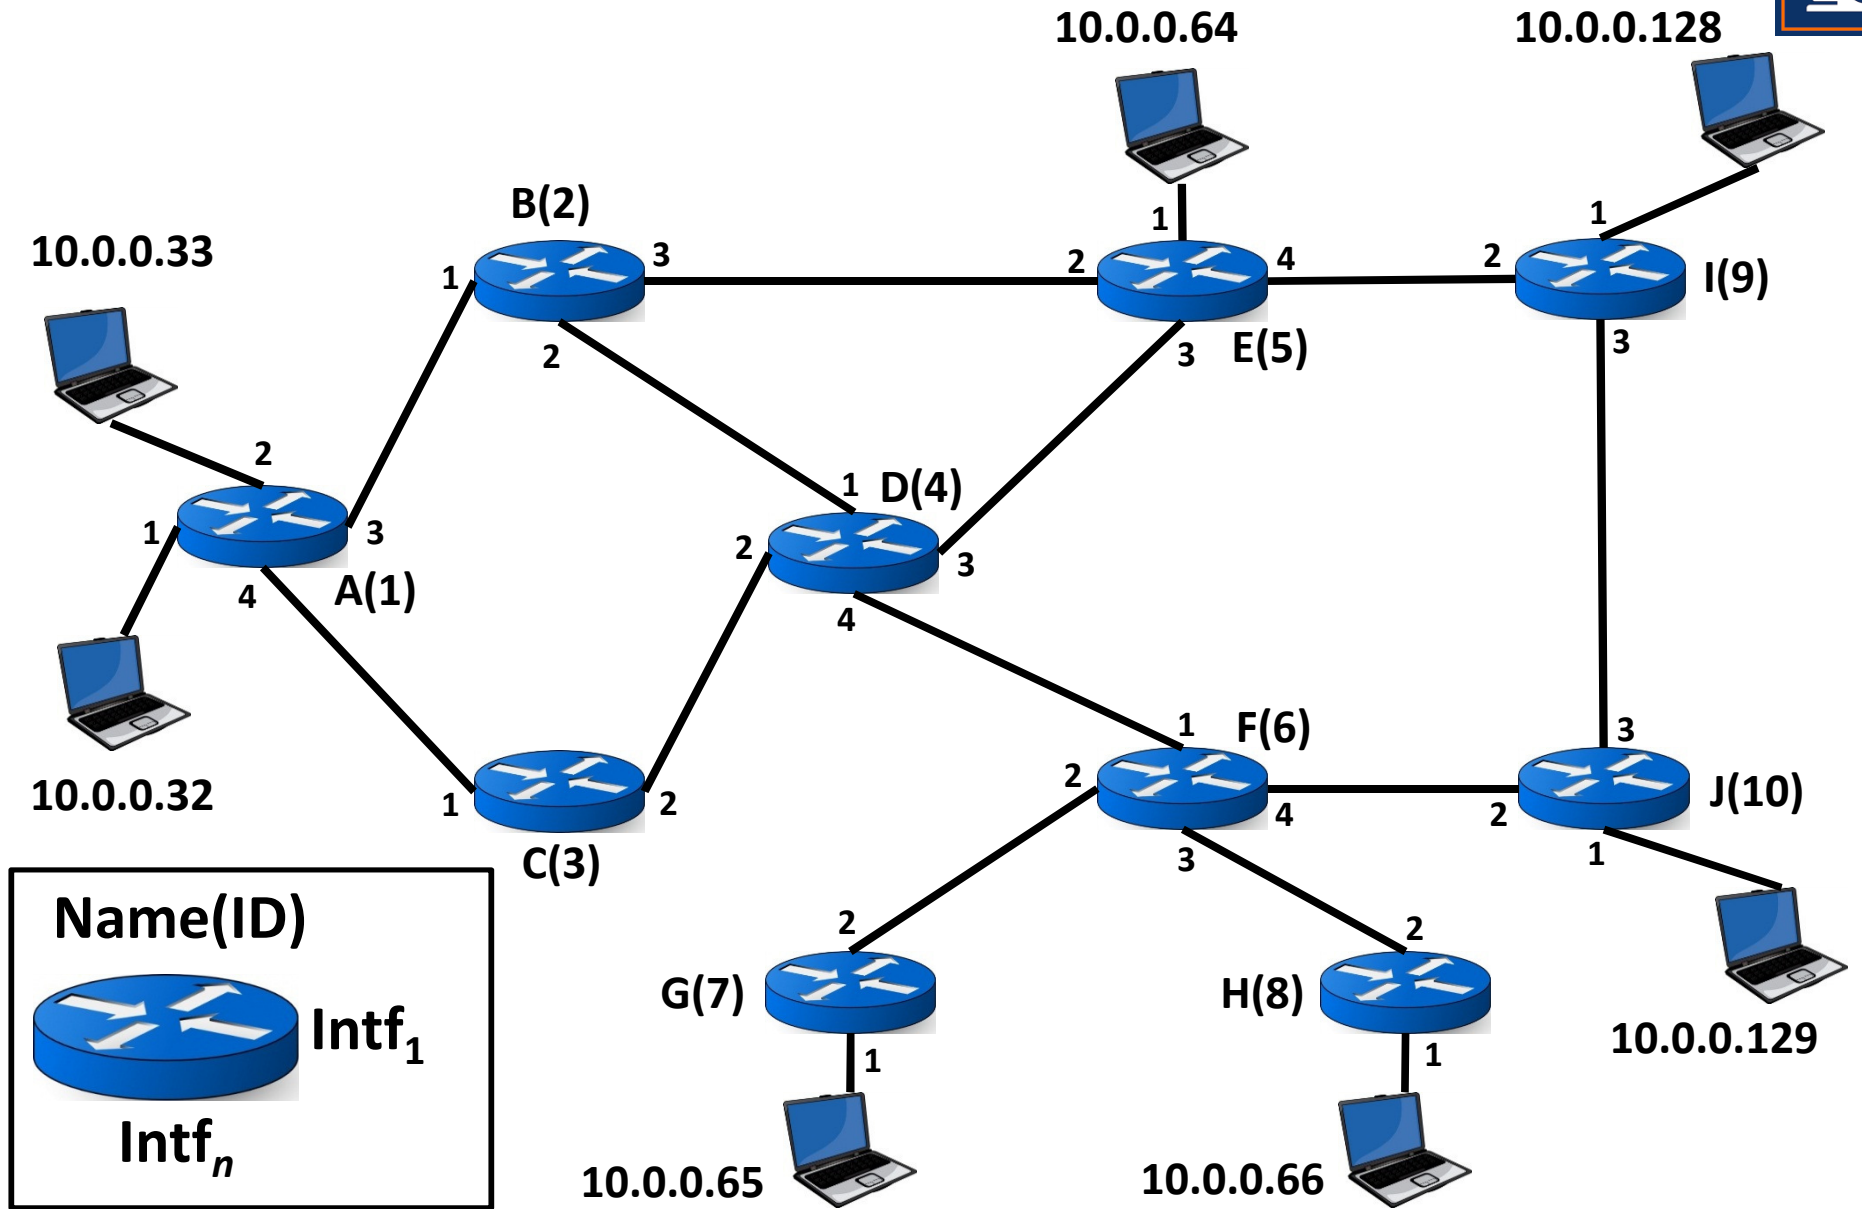 10.0.0.64
10.0.0.128
B(2)
1
1
10.0.0.33
1
3
2
4
2
I(9)
2
3
E(5)
3
2
1
D(4)
1
3
2
3
4
A(1)
4
1
F(6)
3
10.0.0.32
1
2
2
4
2
J(10)
C(3)
3
1
Name(ID)
2
2
G(7)
H(8)
Intf1
1
1
10.0.0.129
Intfn
10.0.0.65
10.0.0.66